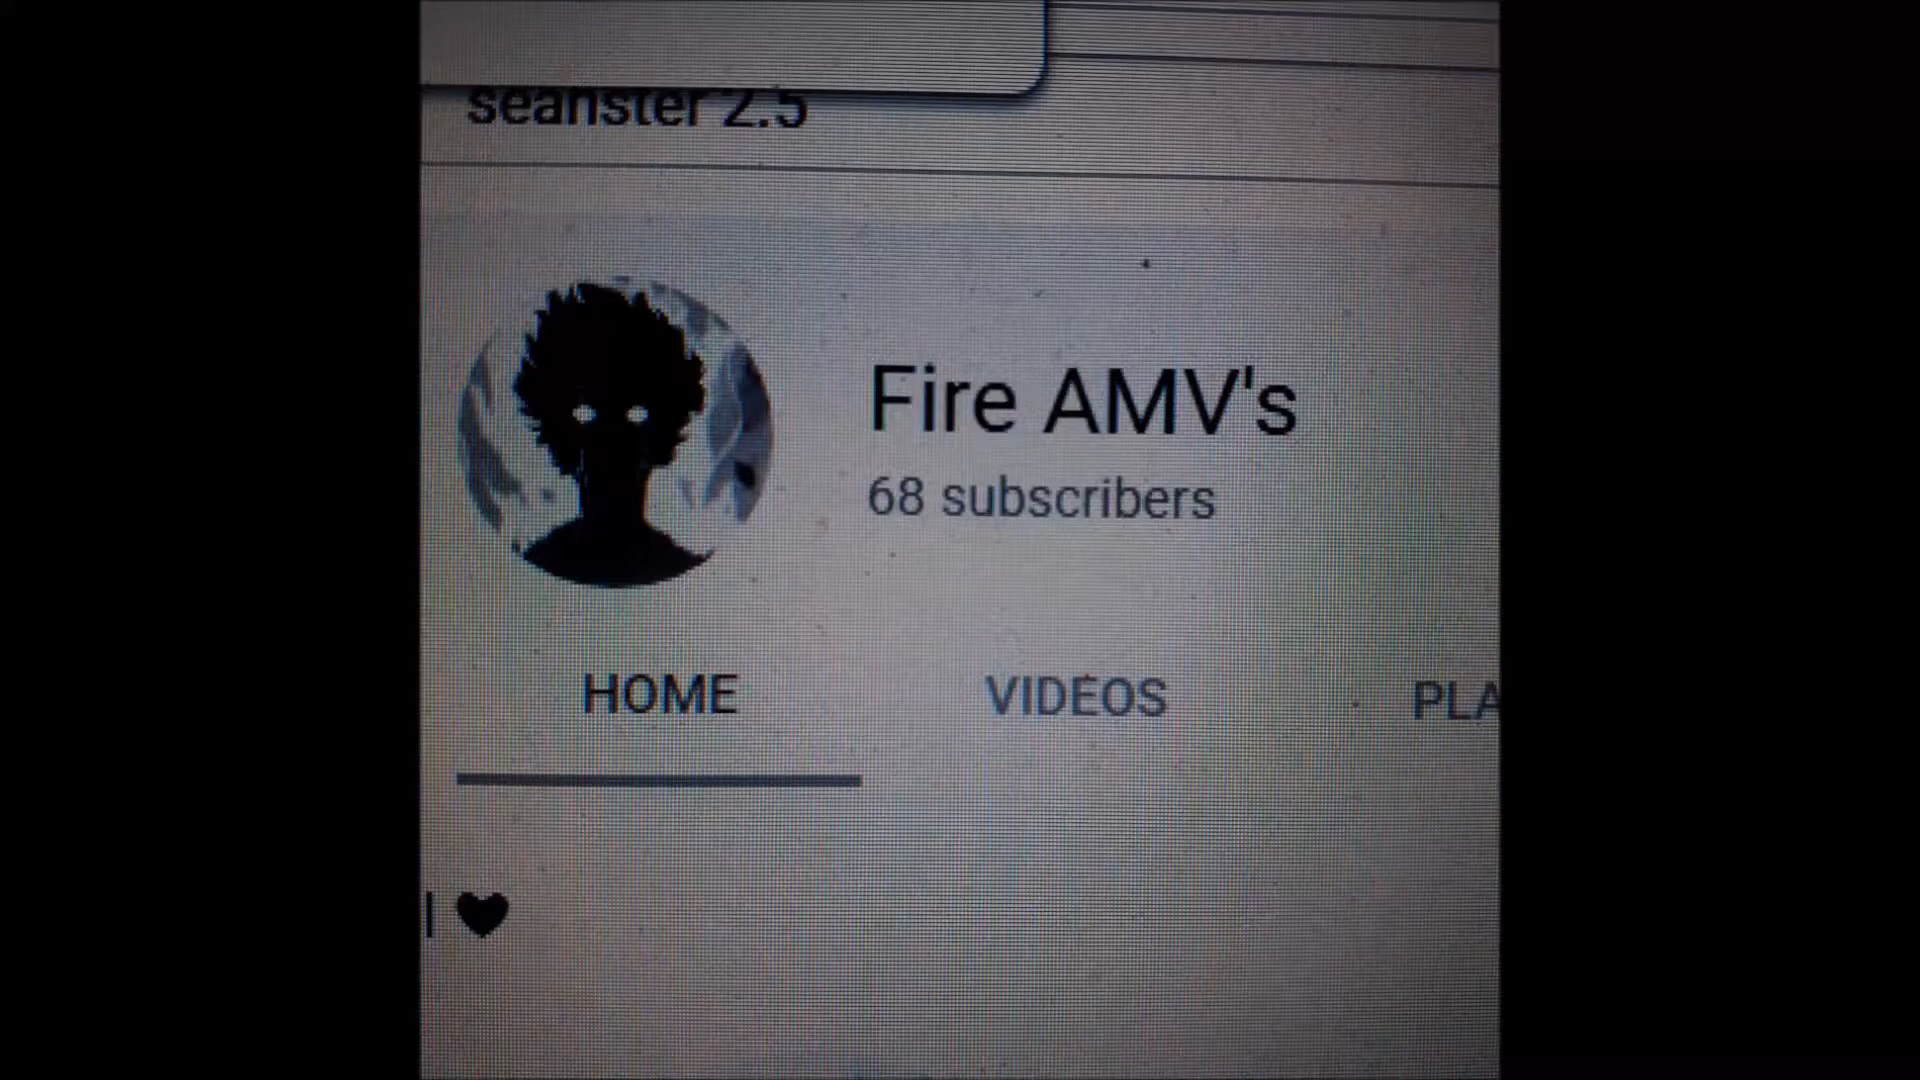 seanster 2.5
Fire AMV's
68 subscribers
HOME VIDEOS PLA
I ♥